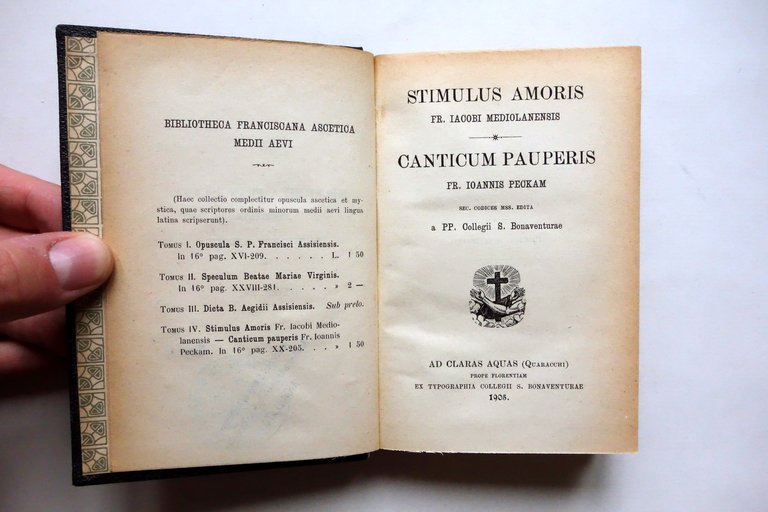 BIBLIOTHECA FRANCISCANA ASCETICA
MEDII AEVI
(Haec collectio complectitur opuscula ascetica et my-
stica, quae scriptores ordinis minorum medii aevi lingua
latina scripserunt).
Tomus I. Opuscula S. P. Francisci Assisiensis.
In 16º pag. XVI-209. . . . . . . L. 1 50
Tomus II. Speculum Beatae Mariae Virginis.
In 16º pag. XXVIII-281. . . . . . » 2 —
Tomus III. Dicta B. Aegidii Assisiensis. Sub prelo.
Tomus IV. Stimulus Amoris Fr. Iacobi Medio-
lanensis — Canticum pauperis Fr. Ioannis
Peckam. In 16º pag. XX-205. . . . » 1 50
STIMULUS AMORIS
FR. IACOBI MEDIOLANENSIS
CANTICUM PAUPERIS
FR. IOANNIS PECKAM
SEC. CODICES MSS. EDITA
a PP. Collegii S. Bonaventurae
AD CLARAS AQUAS (Quaracchi)
PROPE FLORENTIAM
EX TYPOGRAPHIA COLLEGII S. BONAVENTURAE
1905.